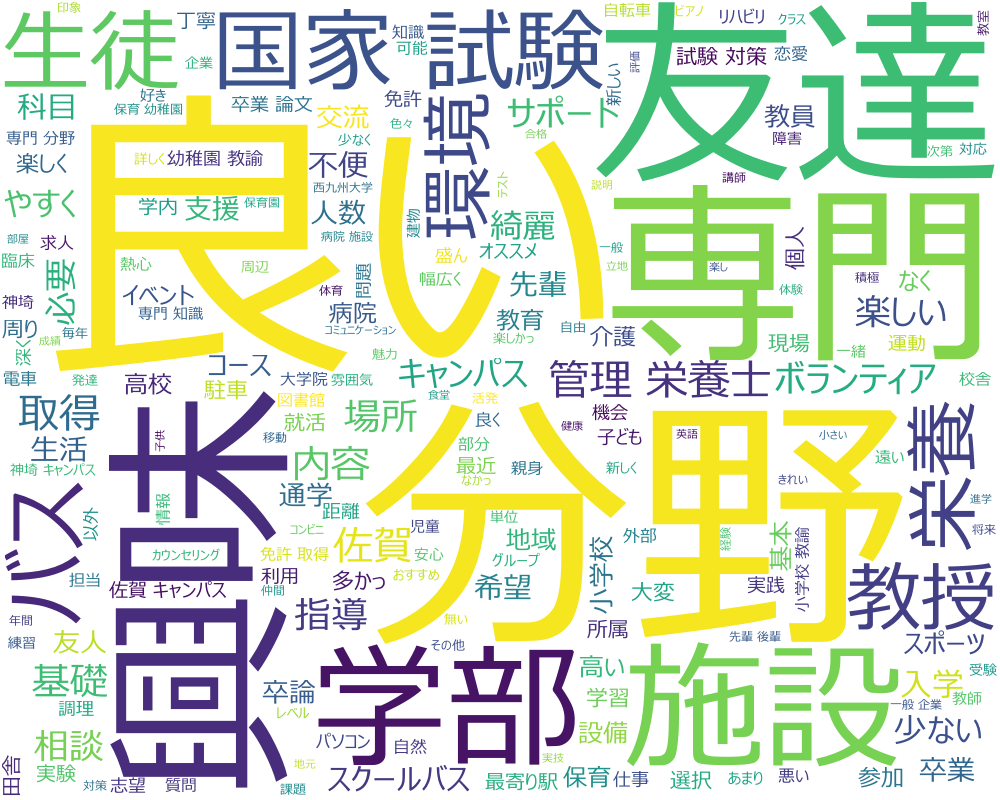 印象
生徒
丁寧
企業
国家試験
知識
可能
友達
自転車
ピアノ
リハビリ
クラス
教室
試験 対策
恋愛
評価
新しい
科目
好き
保育 幼稚園
卒業 論文
免許
交流
色々
環境
サポート
合格
教員
障害
次第
対応
専門 分野
楽しく
詳しく
幼稚園 教諭
少なく
不便
良い
専門
説明
講師
やすく
学内
支援
保育園
西九州大学
人数
病院 施設
建物
テスト
綺麗
オススメ
一般
立地
個人
部屋
求人
臨床
熱心
周辺
体育
問題
盛ん
幅広く
先輩
楽し
積極
なく
必要
神埼
イベント
専門 知識
病院
コミュニケーション
教育
自由
体験
楽しい
周り
毎年
楽しかっ
介護
現場
一緒
運動
深く
成績
コース
魅力
キャンパス
管理 栄養士
ボランティア
校舎
電車
発達
高校
駐車
大学院
雰囲気
食堂
活発
取得
興味
図書館
就活
場所
良く
機会
分野
栄養
生活
子供
移動
部分
健康
子ども
英語
小さい
神埼 キャンパス
内容
最近
親身
新しく
遠い
なかっ
きれい
バス
以外
情報
通学
距離
単位
児童
外部
進学
コンビニ
地域
小学校
経験
基本
将来
カウンセリング
佐賀
グループ
免許 取得
安心
担当
利用
多かっ
おすすめ
希望
大変
実践
小学校 教諭
教授
佐賀 キャンパス
仲間
年間
指導
無い
所属
先輩 後輩
練習
友人
学部
その他
施設
スポーツ
高い
基礎
卒論
入学
受験
調理
レベル
学習
教師
一般 企業
相談
パソコン
自然
設備
少ない
実技
地元
あまり
実験
スクールバス
最寄り駅
保育
仕事
選択
悪い
参加
卒業
田舎
対策
志望
質問
課題